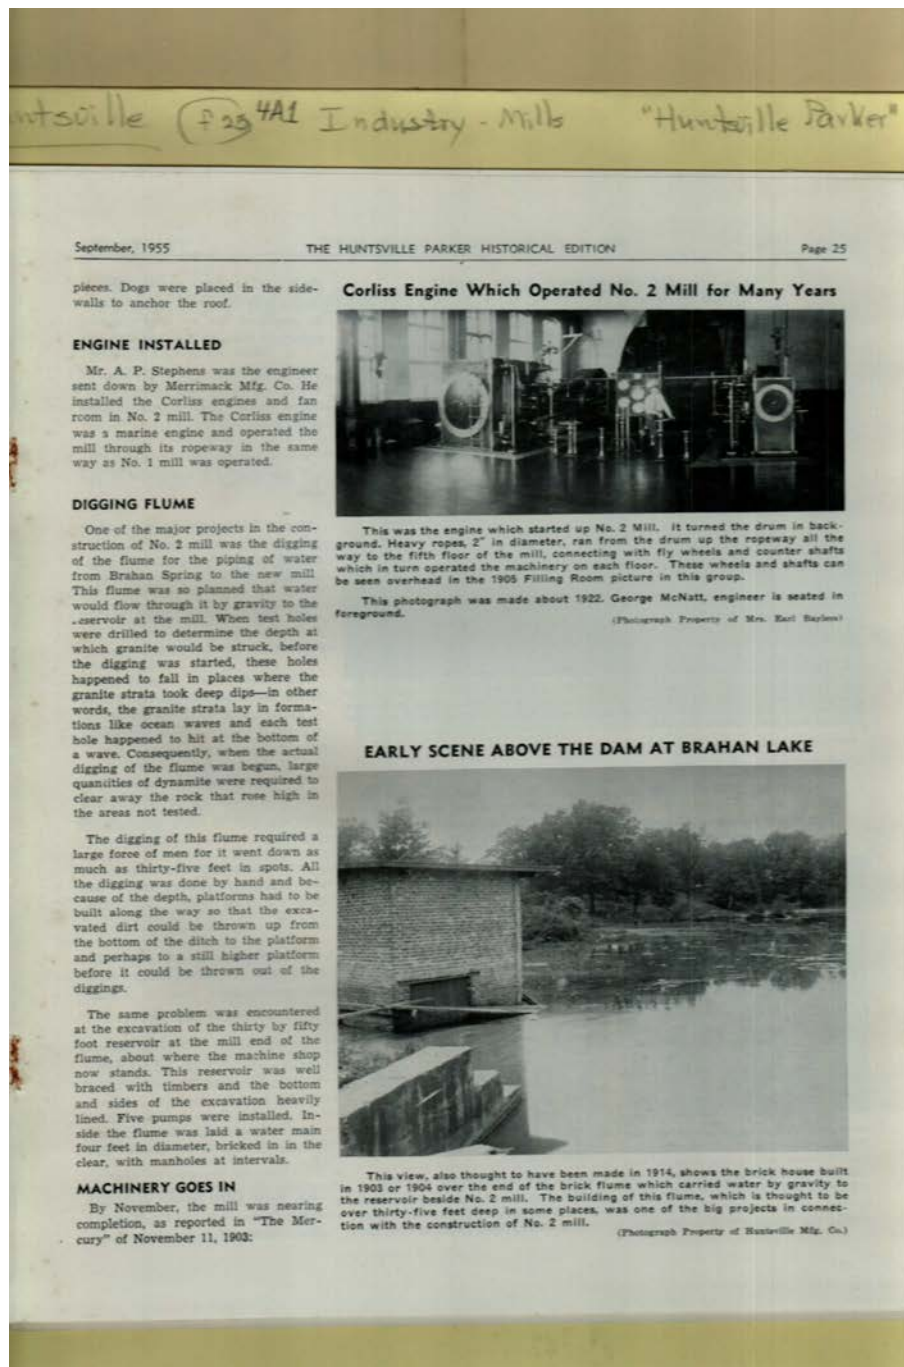 ntsville f 25 4A1 Industry - Mills "Huntsville Parker"
September, 1955 THE HUNTSVILLE PARKER HISTORICAL EDITION Page 25
pieces. Dogs were placed in the side-
walls to anchor the roof.
ENGINE INSTALLED
Mr. A. P. Stephens was the engineer
sent down by Merrimack Mfg. Co. He
installed the Corliss engines and fan
room in No. 2 mill. The Corliss engine
was a marine engine and operated the
mill through its ropeway in the same
way as No. 1 mill was operated.
DIGGING FLUME
One of the major projects in the con-
struction of No. 2 mill was the digging
of the flume for the piping of water
from Brahan Spring to the new mill
This flume was so planned that water
would flow through it by gravity to the
reservoir at the mill. When test holes
were drilled to determine the depth at
which granite would be struck, before
the digging was started, these holes
happened to fall in places where the
granite strata took deep dips—in other
words, the granite strata lay in forma-
tions like ocean waves and each test
hole happened to hit at the bottom of
a wave. Consequently, when the actual
digging of the flume was begun, large
quantities of dynamite were required to
clear away the rock that rose high in
the areas not tested.
The digging of this flume required a
large force of men for it went down as
much as thirty-five feet in spots. All
the digging was done by hand and be-
cause of the depth, platforms had to be
built along the way so that the exca-
vated dirt could be thrown up from
the bottom of the ditch to the platform
and perhaps to a still higher platform
before it could be thrown out of the
diggings.
The same problem was encountered
at the excavation of the thirty by fifty
foot reservoir at the mill end of the
flume, about where the machine shop
now stands. This reservoir was well
braced with timbers and the bottom
and sides of the excavation heavily
lined. Five pumps were installed. In-
side the flume was laid a water main
four feet in diameter, bricked in in the
clear, with manholes at intervals.
MACHINERY GOES IN
By November, the mill was nearing
completion, as reported in "The Mer-
cury" of November 11, 1903:
Corliss Engine Which Operated No. 2 Mill for Many Years
This was the engine which started up No. 2 Mill. It turned the drum in back-
ground. Heavy ropes, 2" in diameter, ran from the drum up the ropeway all the
way to the fifth floor of the mill, connecting with fly wheels and counter shafts
which in turn operated the machinery on each floor. These wheels and shafts can
be seen overhead in the 1905 Filling Room picture in this group.
This photograph was made about 1922. George McNatt, engineer is seated in
foreground.
(Photograph Property of Mrs. Earl Bayless)
EARLY SCENE ABOVE THE DAM AT BRAHAN LAKE
This view, also thought to have been made in 1914, shows the brick house built
in 1903 or 1904 over the end of the brick flume which carried water by gravity to
the reservoir beside No. 2 mill. The building of this flume, which is thought to be
over thirty-five feet deep in some places, was one of the big projects in connec-
tion with the construction of No. 2 mill.
(Photograph Property of Huntsville Mfg. Co.)